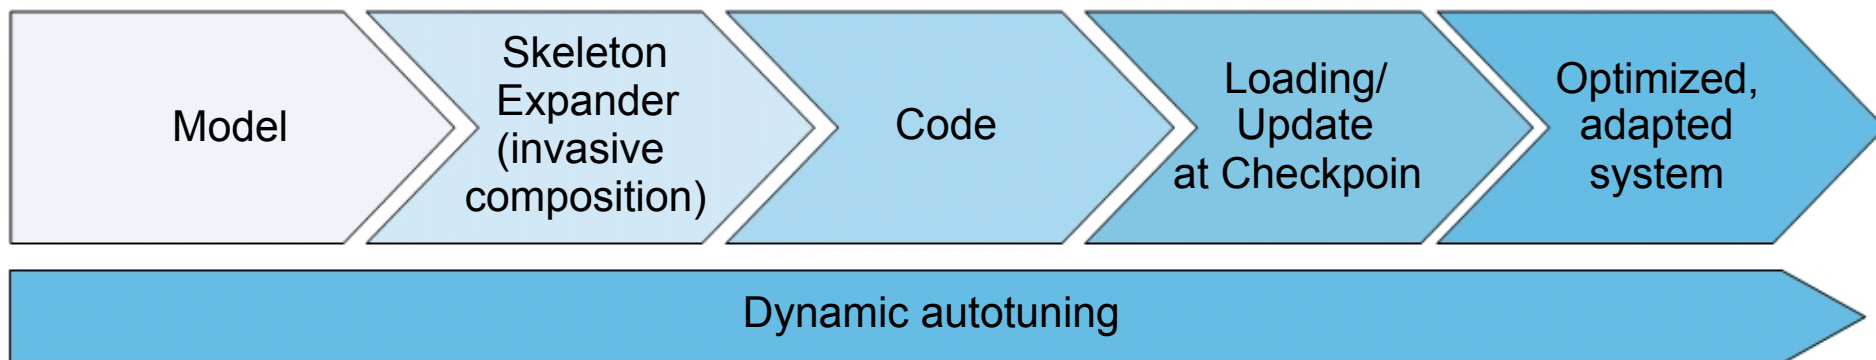 Model
Skeleton
Expander
(invasive
composition)
Code
Loading/
Update
at Checkpoin
Optimized,
adapted
system
Dynamic autotuning